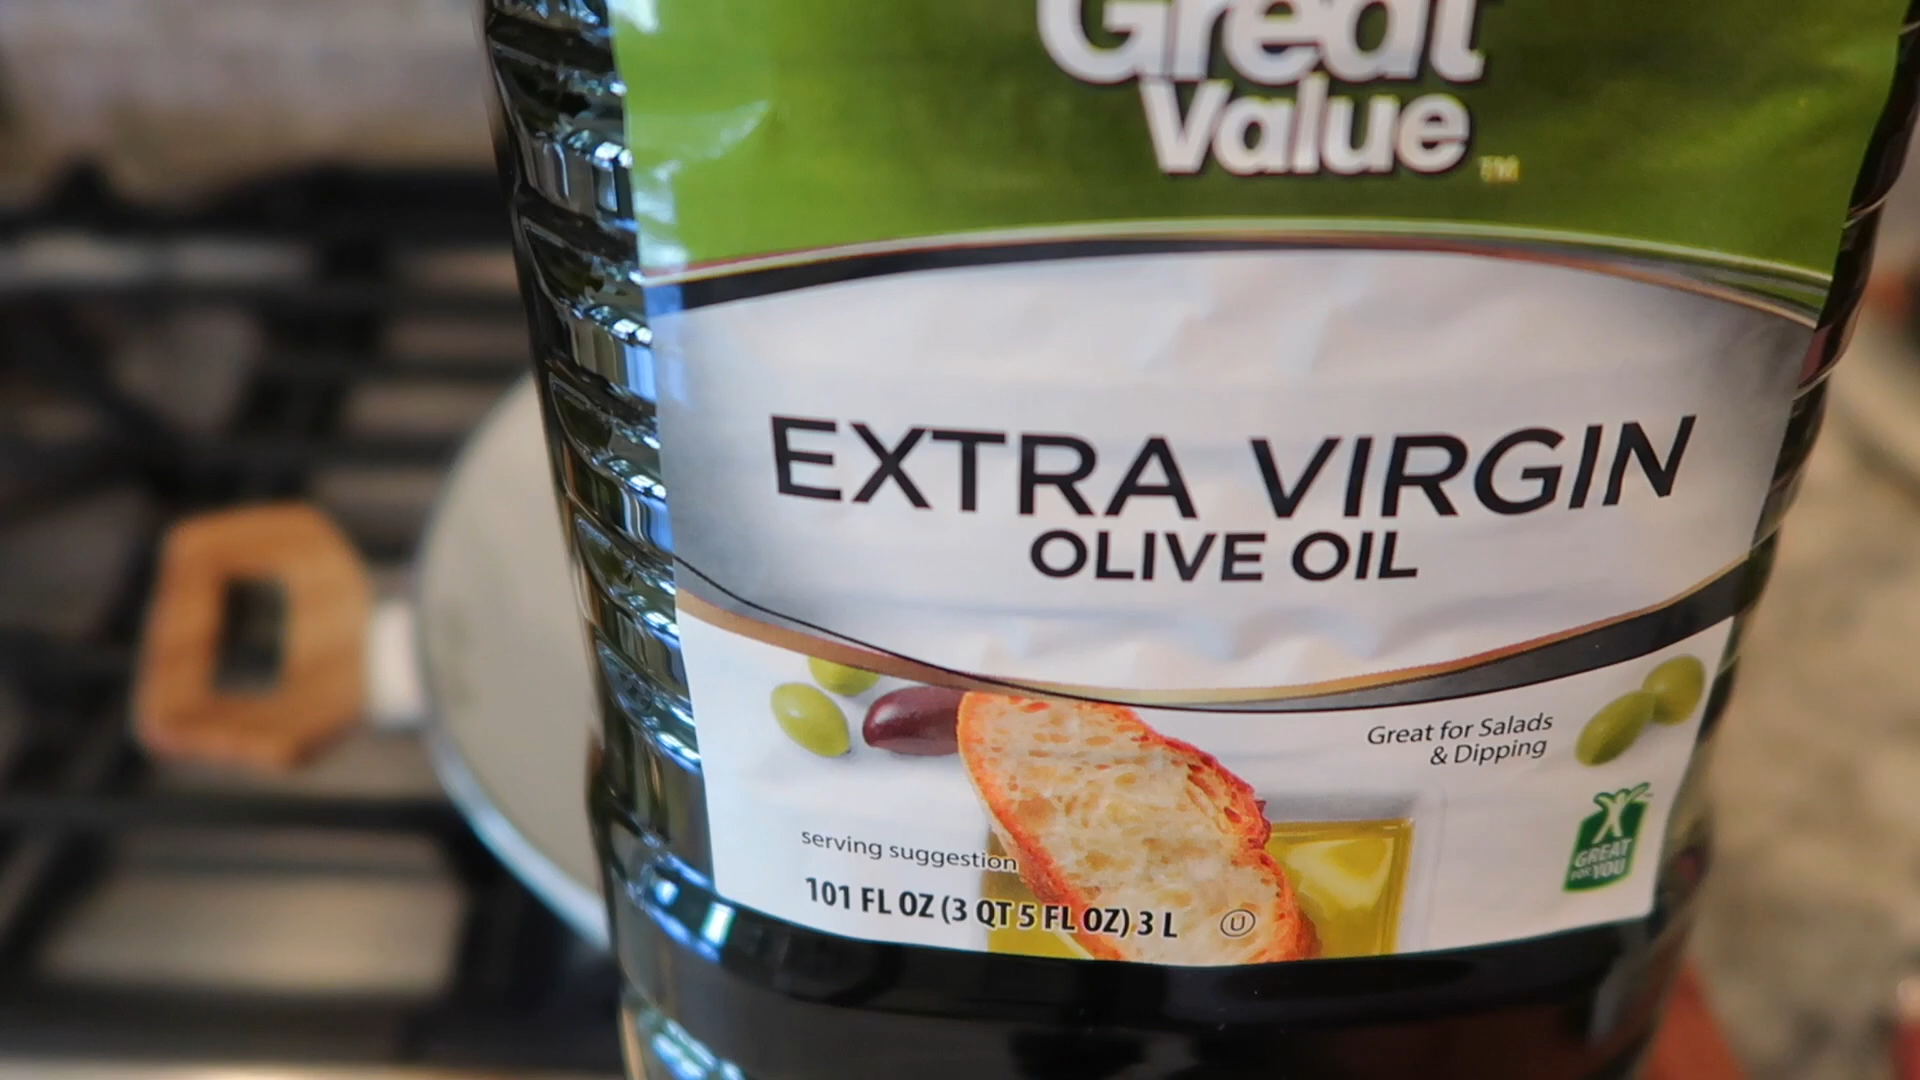 Great
Value
TM
EXTRA VIRGIN
OLIVE OIL
Great for Salads
& Dipping
GREAT
FOR YOU
serving suggestion
101 FL OZ (3 QT 5 FL OZ) 3 L
U